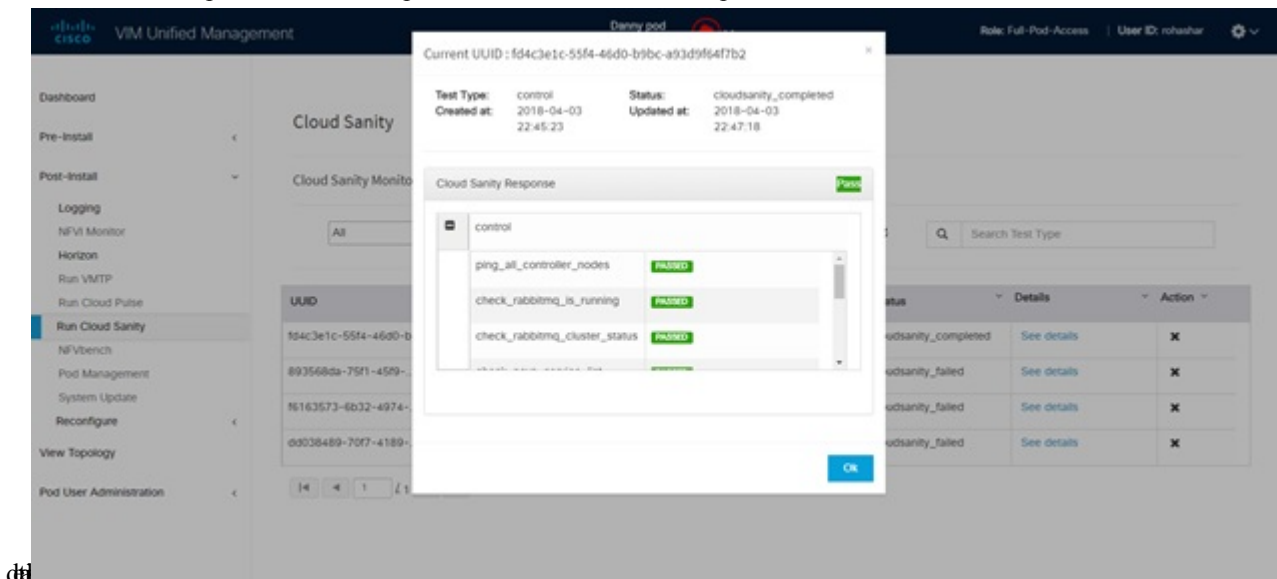 cisco
VIM Unified Management
Danny pod
Role: Full-Pod-Access | User ID: rohashar
Current UUID : fd4c3e1c-55f4-46d0-b9bc-a93d9f64f7b2
Test Type: control Status: cloudsanity_completed
Created at: 2018-04-03 22:45:23 Updated at: 2018-04-03 22:47:18
Dashboard
Pre-Install
Post-Install
Logging
NFVI Monitor
Horizon
Run VMTP
Run Cloud Pulse
Run Cloud Sanity
NFVbench
Pod Management
System Update
Reconfigure
View Topology
Pod User Administration
Cloud Sanity
Cloud Sanity Monito
All
Search Test Type
Cloud Sanity Response Pass
control
ping_all_controller_nodes PASSED
check_rabbitmq_is_running PASSED
check_rabbitmq_cluster_status PASSED
Ok
UUID atus Details Action
fd4c3e1c-55f4-46d0-b udsanity_completed See details
893568da-75f1-45f9-.. udsanity_failed See details
f6163573-6b32-4974-. udsanity_failed See details
dd038489-70f7-4189-. udsanity_failed See details
1 / 1